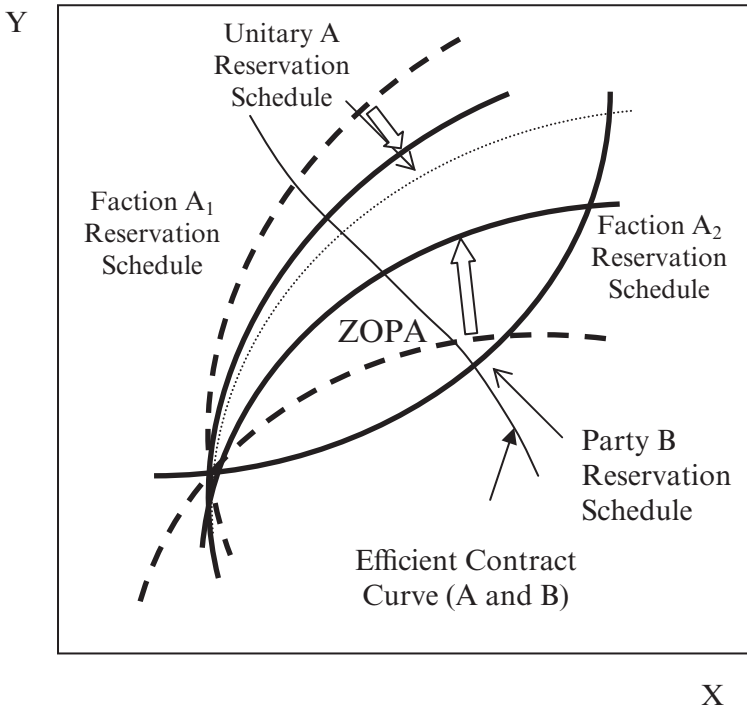 Y
Unitary A
Reservation
Schedule
Faction A₁
Reservation
Schedule
Faction A₂
Reservation
Schedule
ZOPA
Party B
Reservation
Schedule
Efficient Contract
Curve (A and B)
X